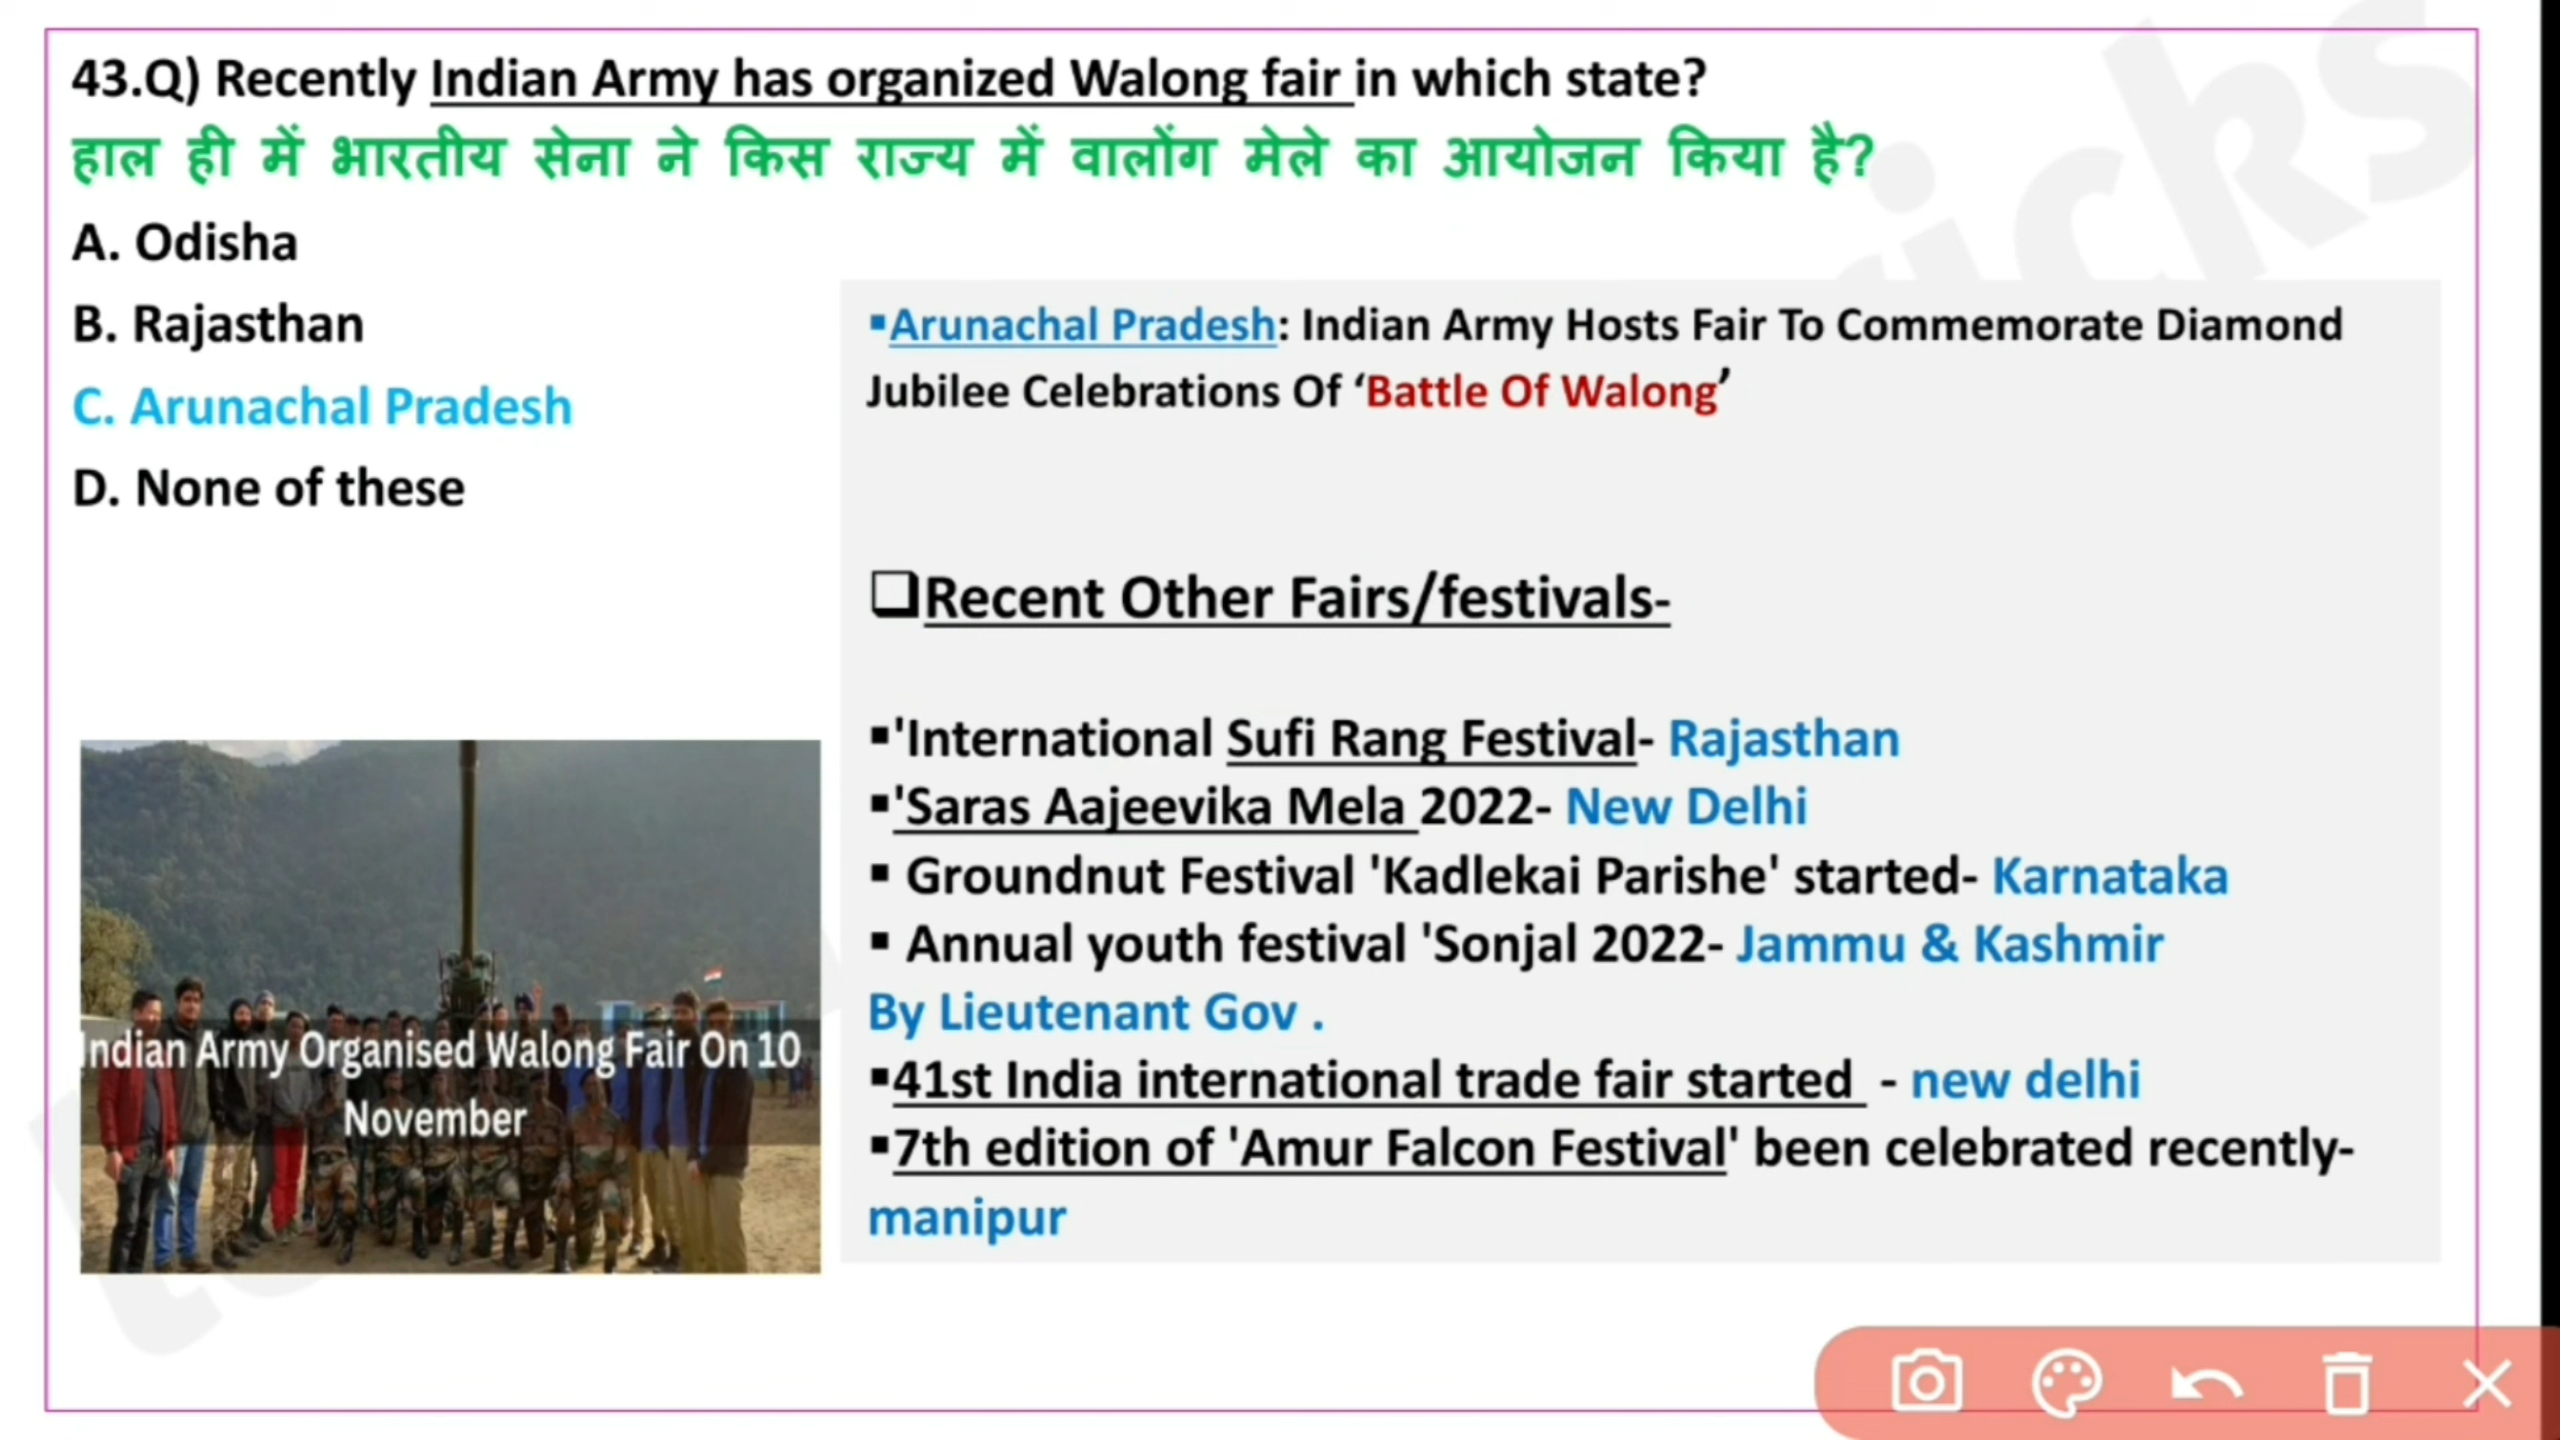 43.Q) Recently Indian Army has organized Walong fair in which state?
हाल ही में भारतीय सेना ने किस राज्य में वालोंग मेले का आयोजन किया है?
A. Odisha
B. Rajasthan
C. Arunachal Pradesh
D. None of these
▪Arunachal Pradesh: Indian Army Hosts Fair To Commemorate Diamond
Jubilee Celebrations Of ‘Battle Of Walong’
❑Recent Other Fairs/festivals-
▪'International Sufi Rang Festival- Rajasthan
▪'Saras Aajeevika Mela 2022- New Delhi
▪ Groundnut Festival 'Kadlekai Parishe' started- Karnataka
▪ Annual youth festival 'Sonjal 2022- Jammu & Kashmir
By Lieutenant Gov .
▪41st India international trade fair started - new delhi
▪7th edition of 'Amur Falcon Festival' been celebrated recently-
manipur
Indian Army Organised Walong Fair On 10
November